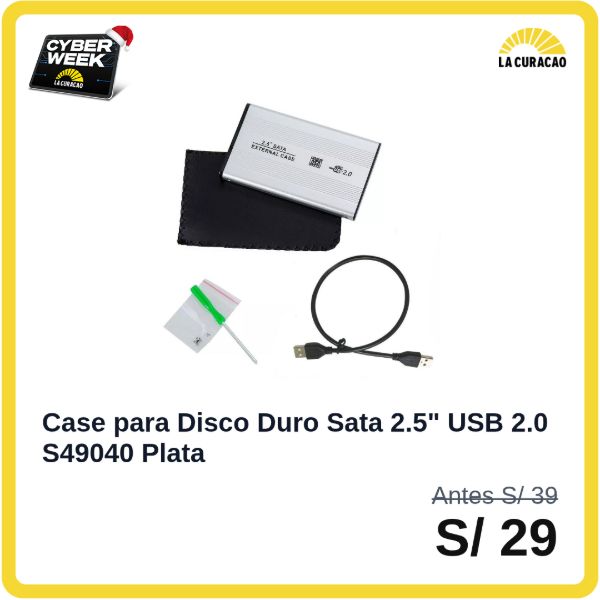 CYBER
WEEK
LA CURACAO
LA CURACAO
2.5" SATA
EXTERNAL CASE
2.0
Case para Disco Duro Sata 2.5" USB 2.0
S49040 Plata
Antes S/ 39
S/ 29